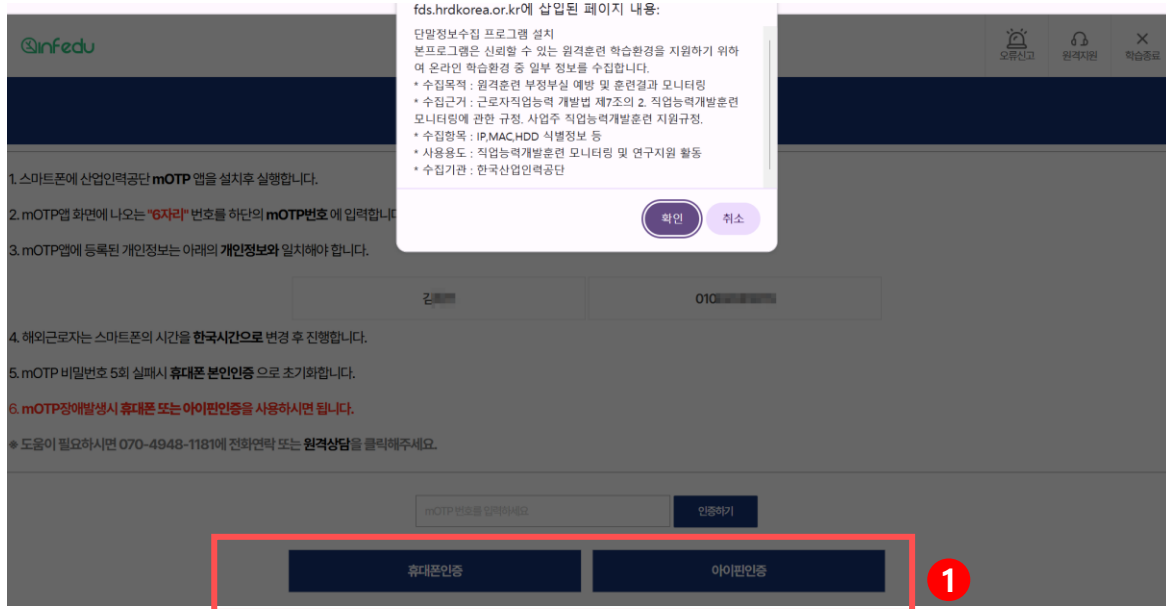 fds.hrdkorea.or.kr에 삽입된 페이지 내용:
단말정보수집 프로그램 설치
본프로그램은 신뢰할 수 있는 원격훈련 학습환경을 지원하기 위하
여 온라인 학습환경 중 일부 정보를 수집합니다.
* 수집목적 : 원격훈련 부정부실 예방 및 훈련결과 모니터링
* 수집근거 : 근로자직업능력 개발법 제7조의 2. 직업능력개발훈련
모니터링에 관한 규정. 사업주 직업능력개발훈련 지원규정.
* 수집항목 : IP,MAC,HDD 식별정보 등
* 사용용도 : 직업능력개발훈련 모니터링 및 연구지원 활동
* 수집기관 : 한국산업인력공단
확인
취소
infedu
오류신고
원격지원
학습종료
1. 스마트폰에 산업인력공단 mOTP 앱을 설치후 실행합니다.
2. mOTP앱 화면에 나오는 "6자리" 번호를 하단의 mOTP번호 에 입력합니다
3. mOTP앱에 등록된 개인정보는 아래의 개인정보와 일치해야 합니다.
김
010
4. 해외근로자는 스마트폰의 시간을 한국시간으로 변경 후 진행합니다.
5. mOTP 비밀번호 5회 실패시 휴대폰 본인인증 으로 초기화합니다.
6. mOTP장애발생시 휴대폰 또는 아이핀인증을 사용하시면 됩니다.
※ 도움이 필요하시면 070-4948-1181에 전화연락 또는 원격상담을 클릭해주세요.
mOTP 번호를 입력하세요
인증하기
휴대폰인증
아이핀인증
1